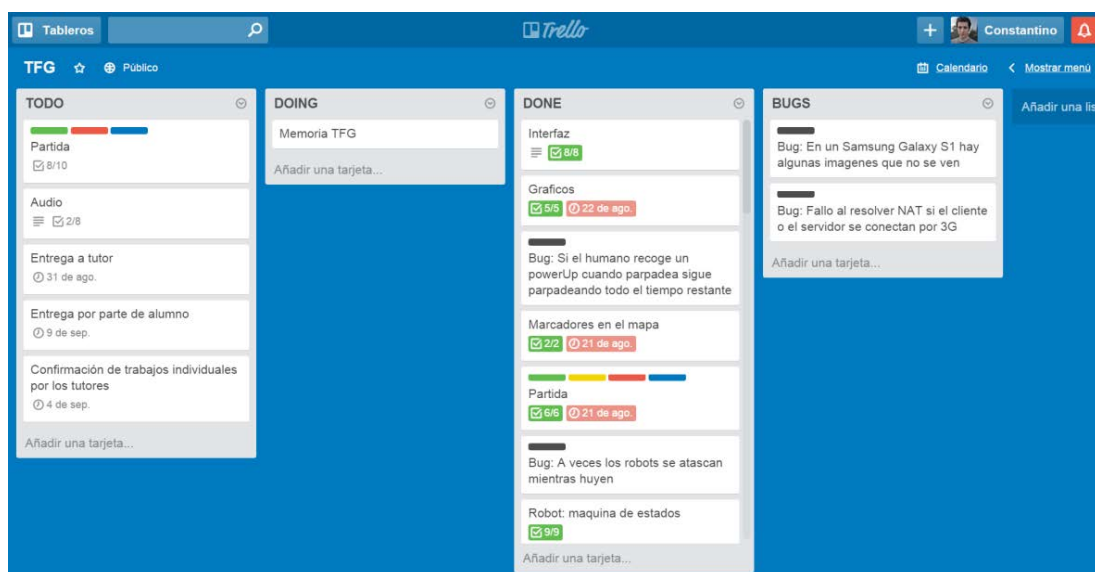 Tableros
Trello
Constantino
TFG
Público
Calendario
Mostrar menú
TODO
Partida
8/10
Audio
2/8
Entrega a tutor
31 de ago.
Entrega por parte de alumno
9 de sep.
Confirmación de trabajos individuales
por los tutores
4 de sep.
Añadir una tarjeta...
DOING
Memoria TFG
Añadir una tarjeta...
DONE
Interfaz
8/8
Graficos
5/5 22 de ago.
Bug: Si el humano recoge un
powerUp cuando parpadea sigue
parpadeando todo el tiempo restante
Marcadores en el mapa
2/2 21 de ago.
Partida
6/6 21 de ago.
Bug: A veces los robots se atascan
mientras huyen
Robot: maquina de estados
9/9
Añadir una tarjeta...
BUGS
Bug: En un Samsung Galaxy S1 hay
algunas imagenes que no se ven
Bug: Fallo al resolver NAT si el cliente
o el servidor se conectan por 3G
Añadir una tarjeta...
Añadir una lis